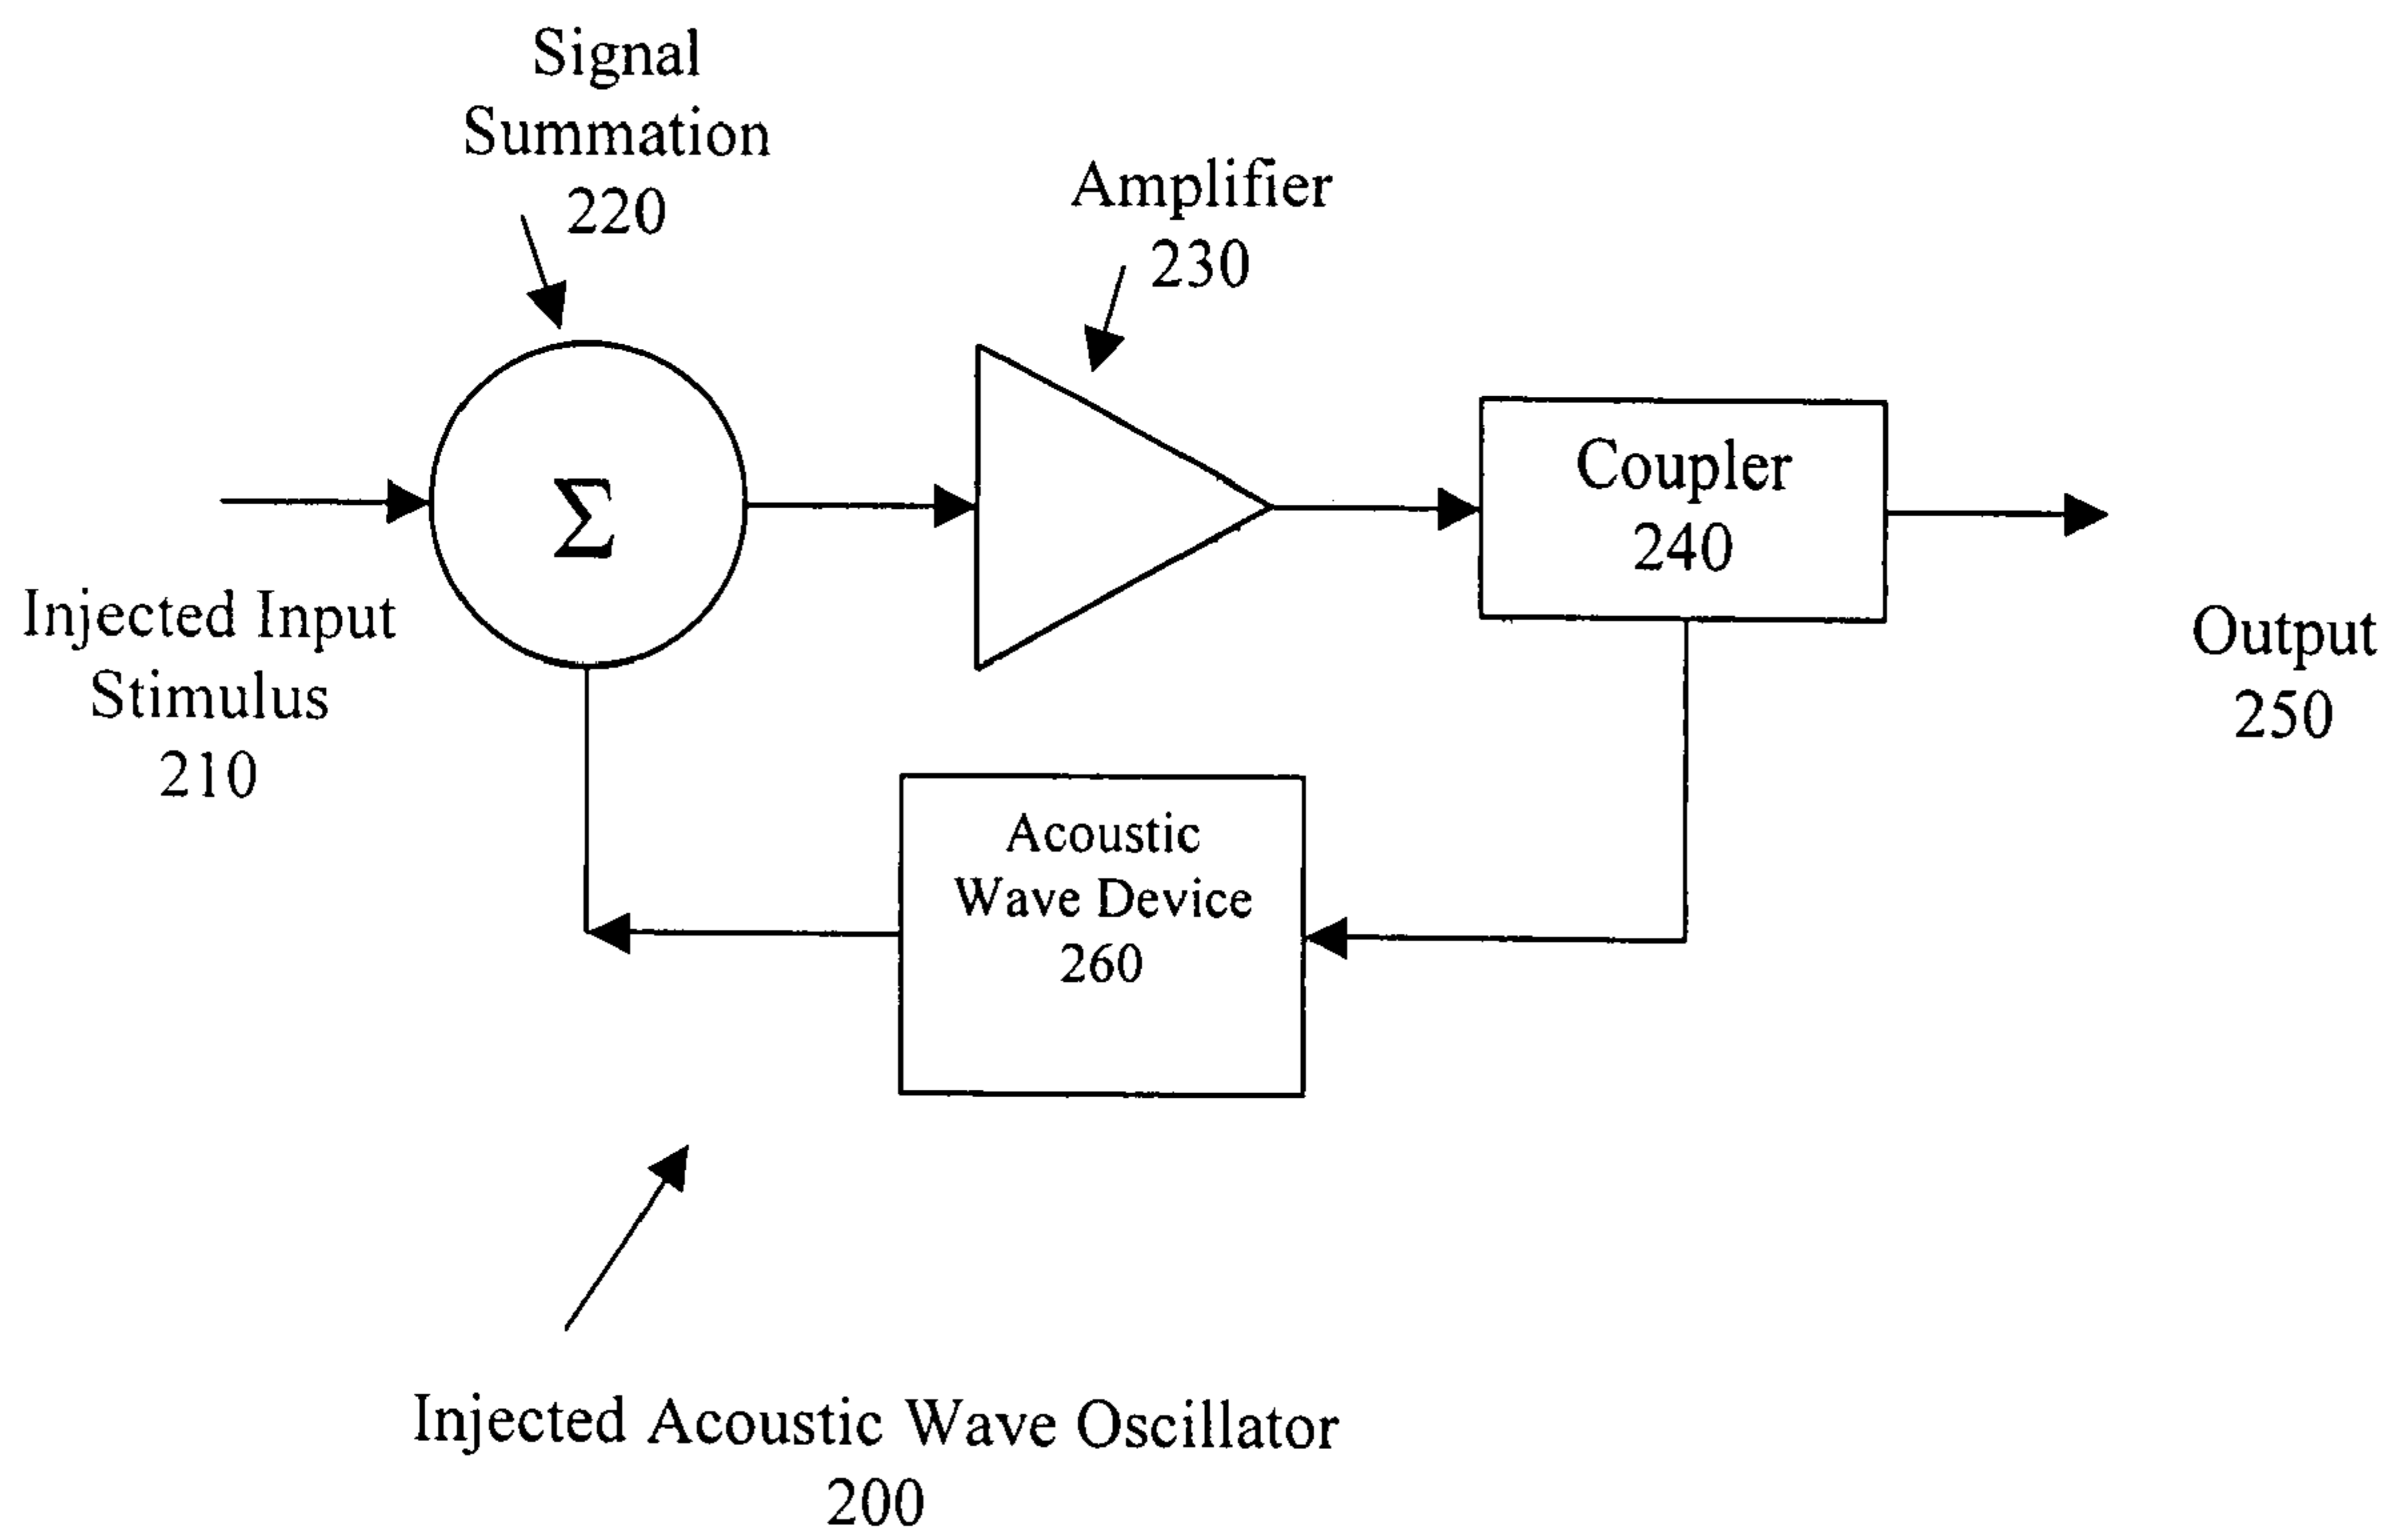 Signal
Summation
220
Amplifier
230
Σ
Coupler
240
Injected Input
Stimulus
210
Output
250
Acoustic
Wave Device
260
Injected Acoustic Wave Oscillator
200